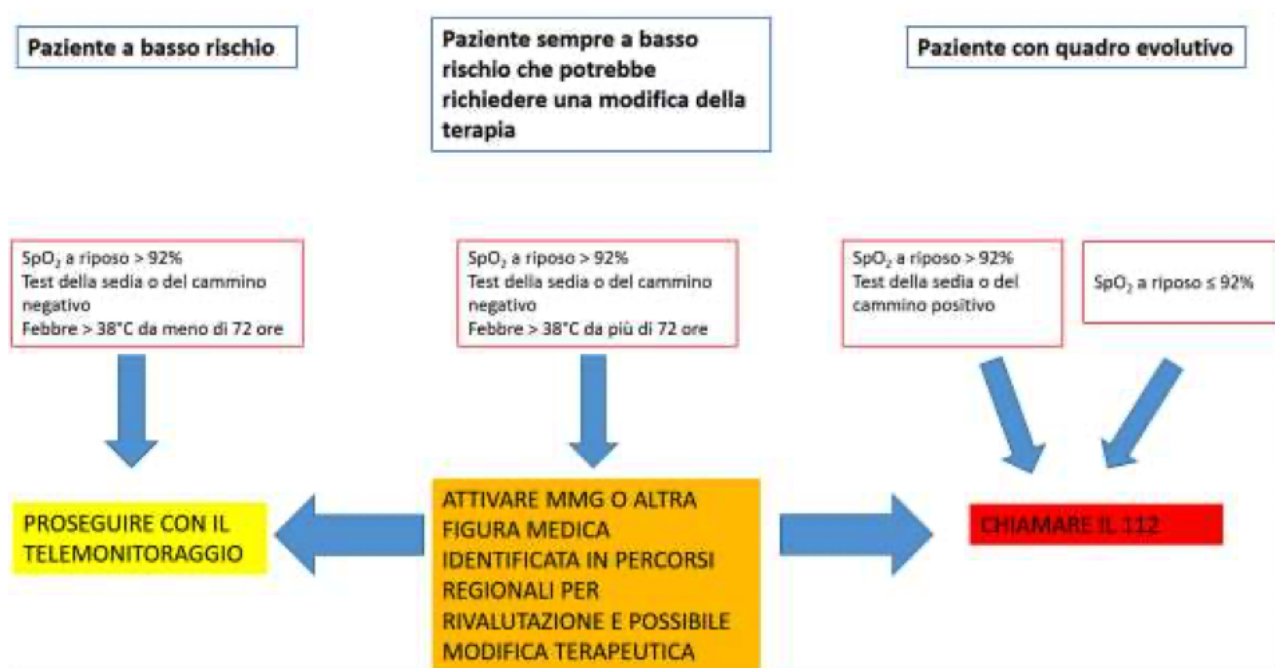 Paziente a basso rischio
Paziente sempre a basso
rischio che potrebbe
richiedere una modifica della
terapia
Paziente con quadro evolutivo
SpO₂ a riposo > 92%
Test della sedia o del cammino
negativo
Febbre > 38°C da meno di 72 ore
SpO₂ a riposo > 92%
Test della sedia o del cammino
negativo
Febbre > 38°C da più di 72 ore
SpO₂ a riposo > 92%
Test della sedia o del
cammino positivo
SpO₂ a riposo ≤ 92%
PROSEGUIRE CON IL
TELEMONITORAGGIO
ATTIVARE MMG O ALTRA
FIGURA MEDICA
IDENTIFICATA IN PERCORSI
REGIONALI PER
RIVALUTAZIONE E POSSIBILE
MODIFICA TERAPEUTICA
CHIAMARE IL 112